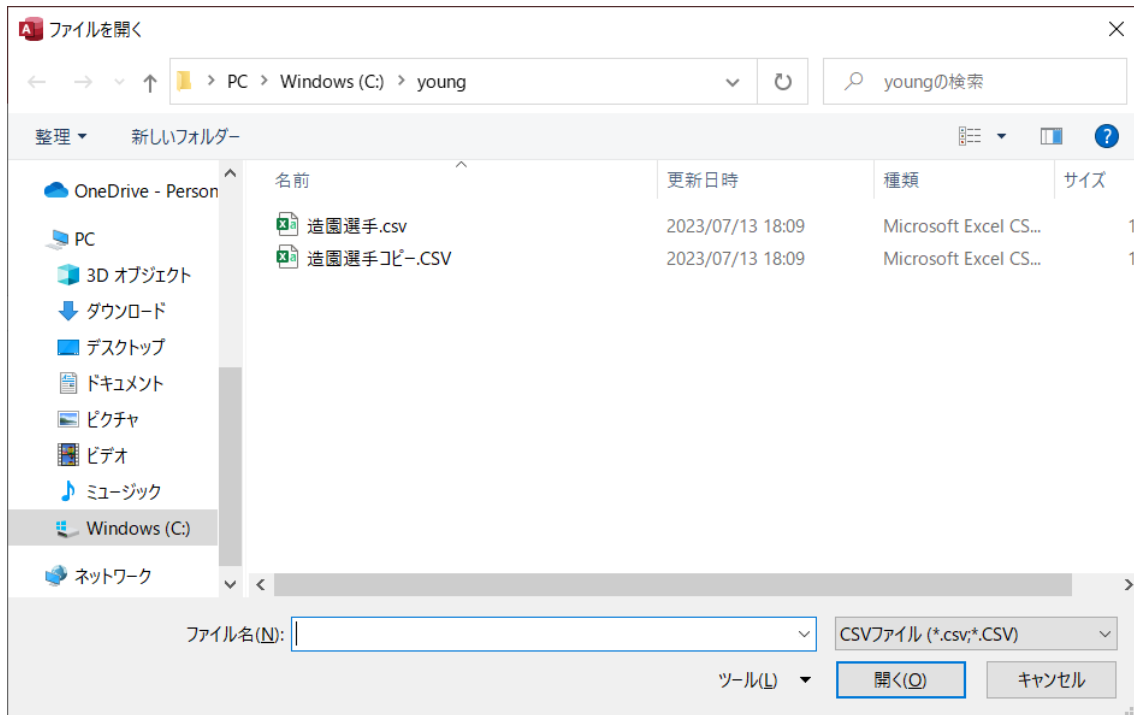 ファイルを開く
PC > Windows (C:) > young
youngの検索
整理 新しいフォルダー
名前 更新日時 種類 サイズ
OneDrive - Person
PC
3D オブジェクト
ダウンロード
デスクトップ
ドキュメント
ピクチャ
ビデオ
ミュージック
Windows (C:)
ネットワーク
造園選手.csv 2023/07/13 18:09 Microsoft Excel CS... 1
造園選手コピー.CSV 2023/07/13 18:09 Microsoft Excel CS... 1
ファイル名(N): CSVファイル (*.csv;*.CSV)
ツール(L) 開く(O) キャンセル